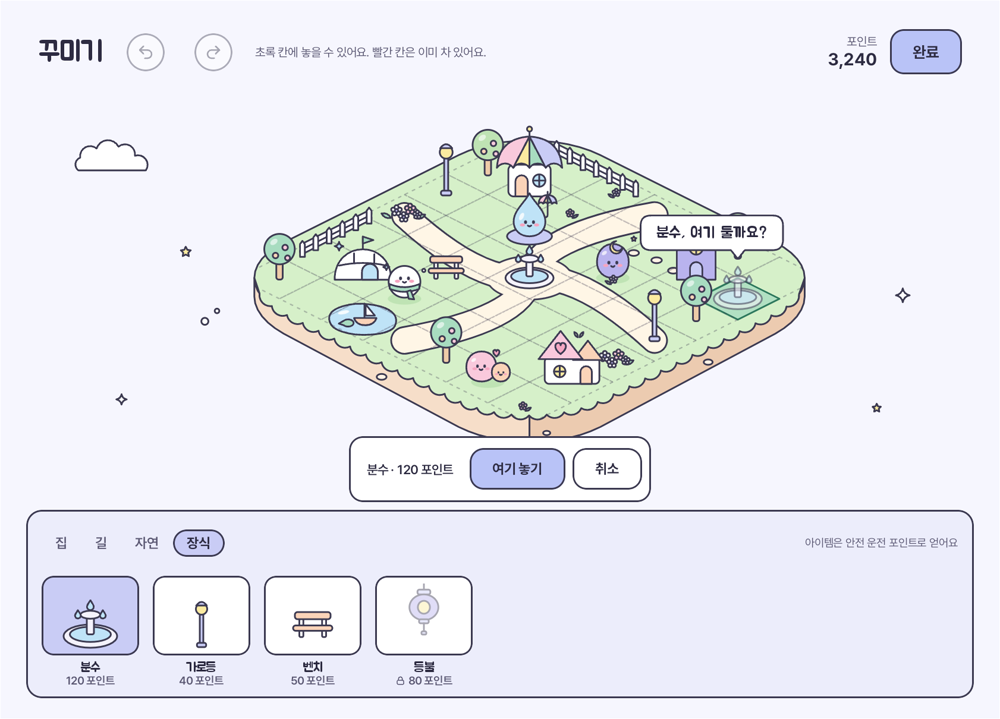 꾸미기
초록 칸에 놓을 수 있어요. 빨간 칸은 이미 차 있어요.
포인트
3,240
완료
분수, 여기 둘까요?
분수 · 120 포인트
여기 놓기
취소
집
길
자연
장식
아이템은 안전 운전 포인트로 얻어요
분수
120 포인트
가로등
40 포인트
벤치
50 포인트
등불
80 포인트